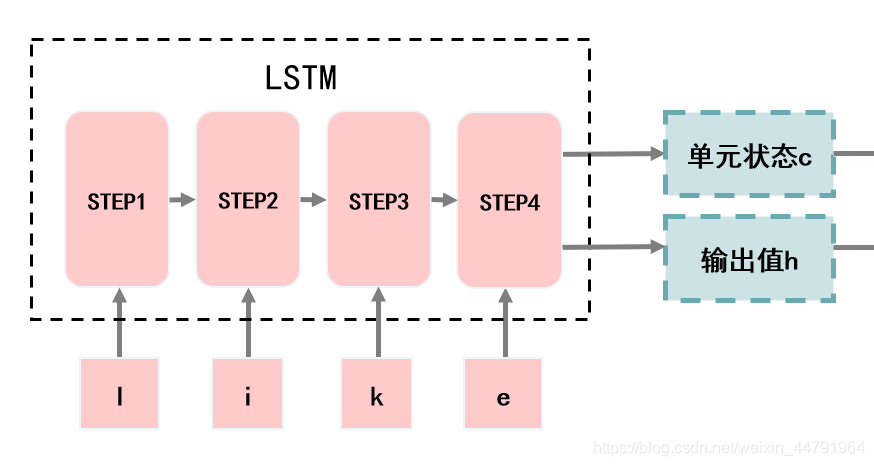 LSTM
STEP1
STEP2
STEP3
STEP4
单元状态c
输出值h
l
i
k
e
https://blog.csdn.net/weixin_44791964